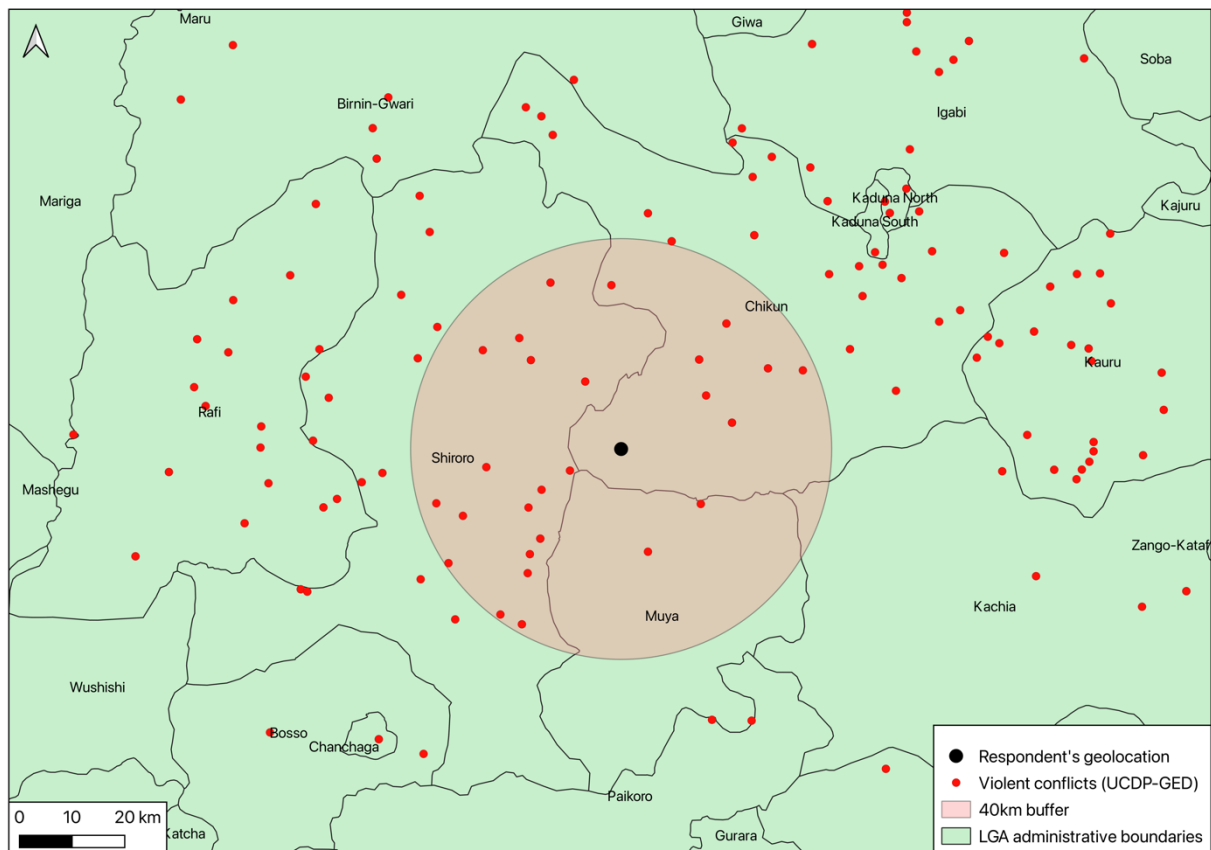 Maru
Giwa
Soba
Birnin-Gwari
Igabi
Mariga
Kaduna North
Kajuru
Kaduna South
Chikun
Kauru
Rafi
Shiroro
Mashegu
Zango-Kataf
Kachia
Muya
Wushishi
Bosso
Chanchaga
Paikoro
Katcha
Gurara
Respondent's geolocation
Violent conflicts (UCDP-GED)
40km buffer
LGA administrative boundaries
0 10 20 km